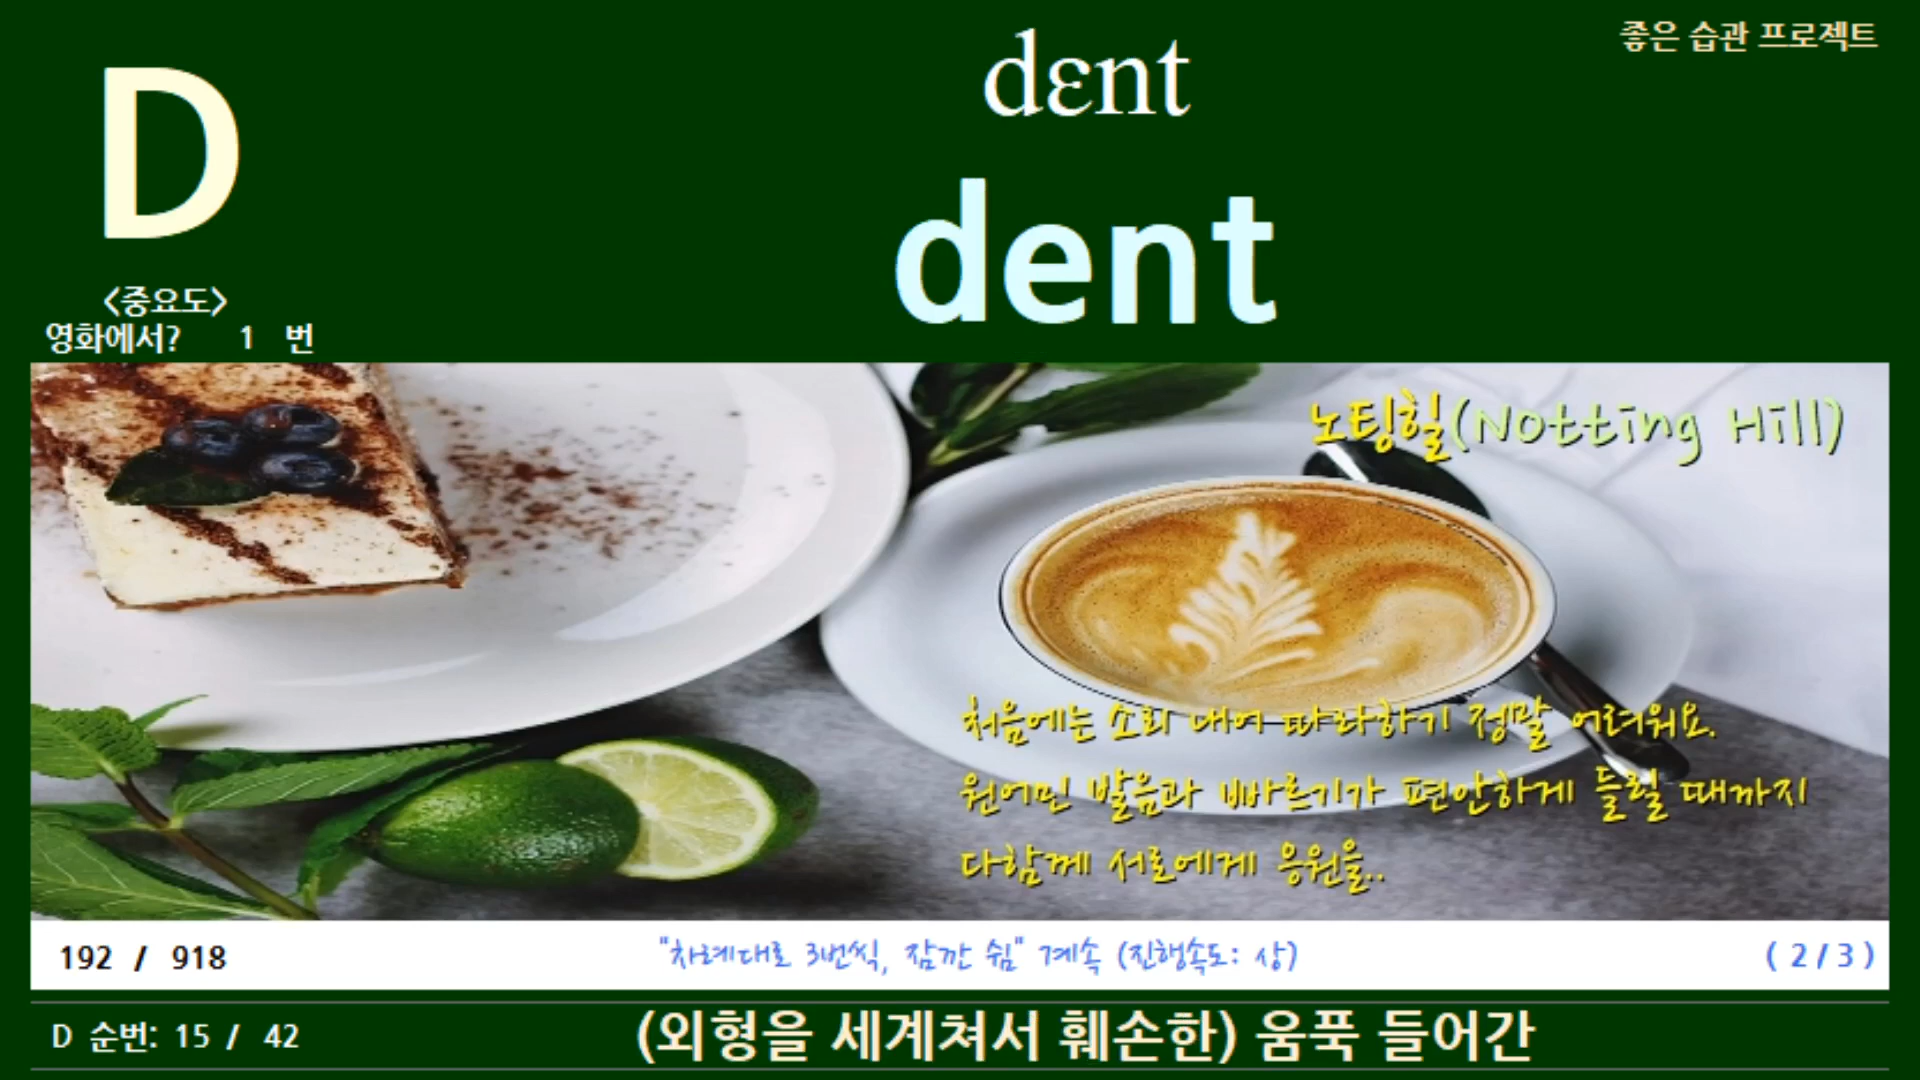 좋은 습관 프로젝트
D
dɛnt
dent
<중요도>
영화에서? 1 번
노팅힐(Notting Hill)
처음에는 소리 내어 따라하기 정말 어려워요.
원어민 발음과 빠르기가 편안하게 들릴 때까지
다함께 서로에게 응원을..
192 / 918
"차례대로 3번씩, 잠깐 쉼" 계속 (진행속도: 상)
( 2 / 3 )
D 순번: 15 / 42
(외형을 세계쳐서 훼손한) 움푹 들어간